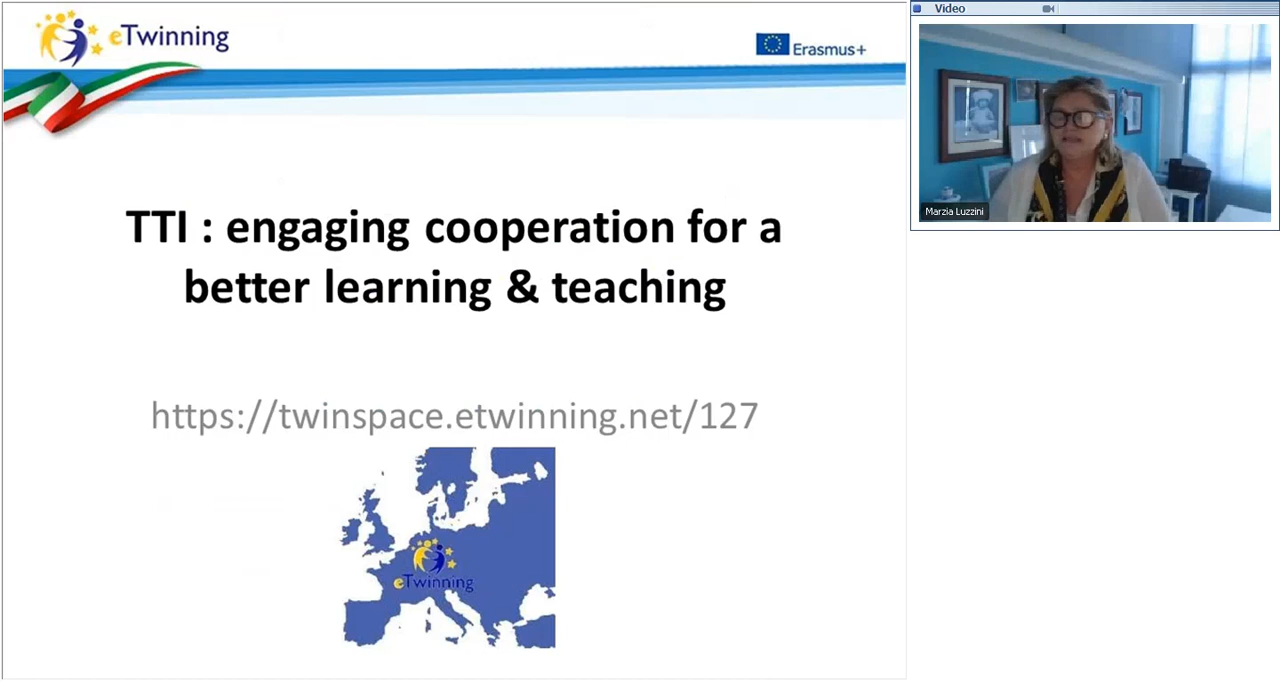 eTwinning
Erasmus+
TTI : engaging cooperation for a
better learning & teaching
https://twinspace.etwinning.net/127
eTwinning
Video
Marzia Luzzini